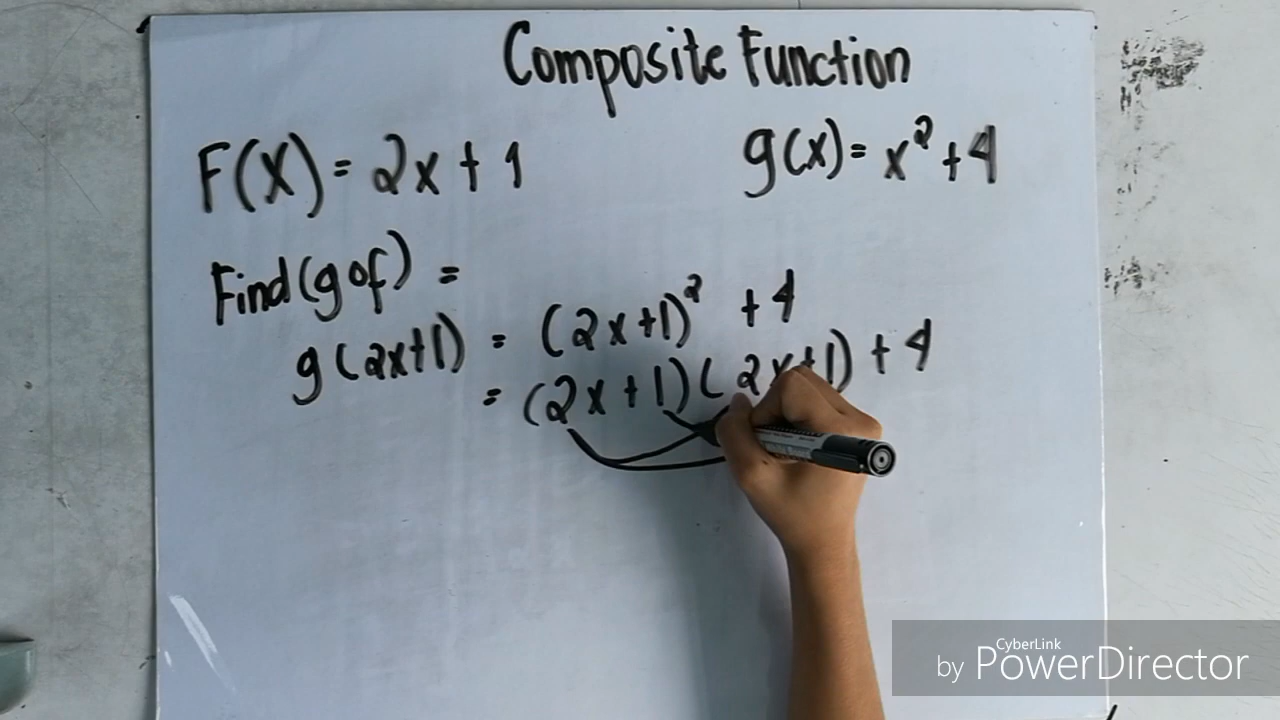 Composite Function
F(x) = 2x + 1
g(x) = x² + 4
Find (g o f) =
g(2x+1) = (2x+1)² + 4
= (2x + 1)(2x+1) + 4
by CyberLink PowerDirector